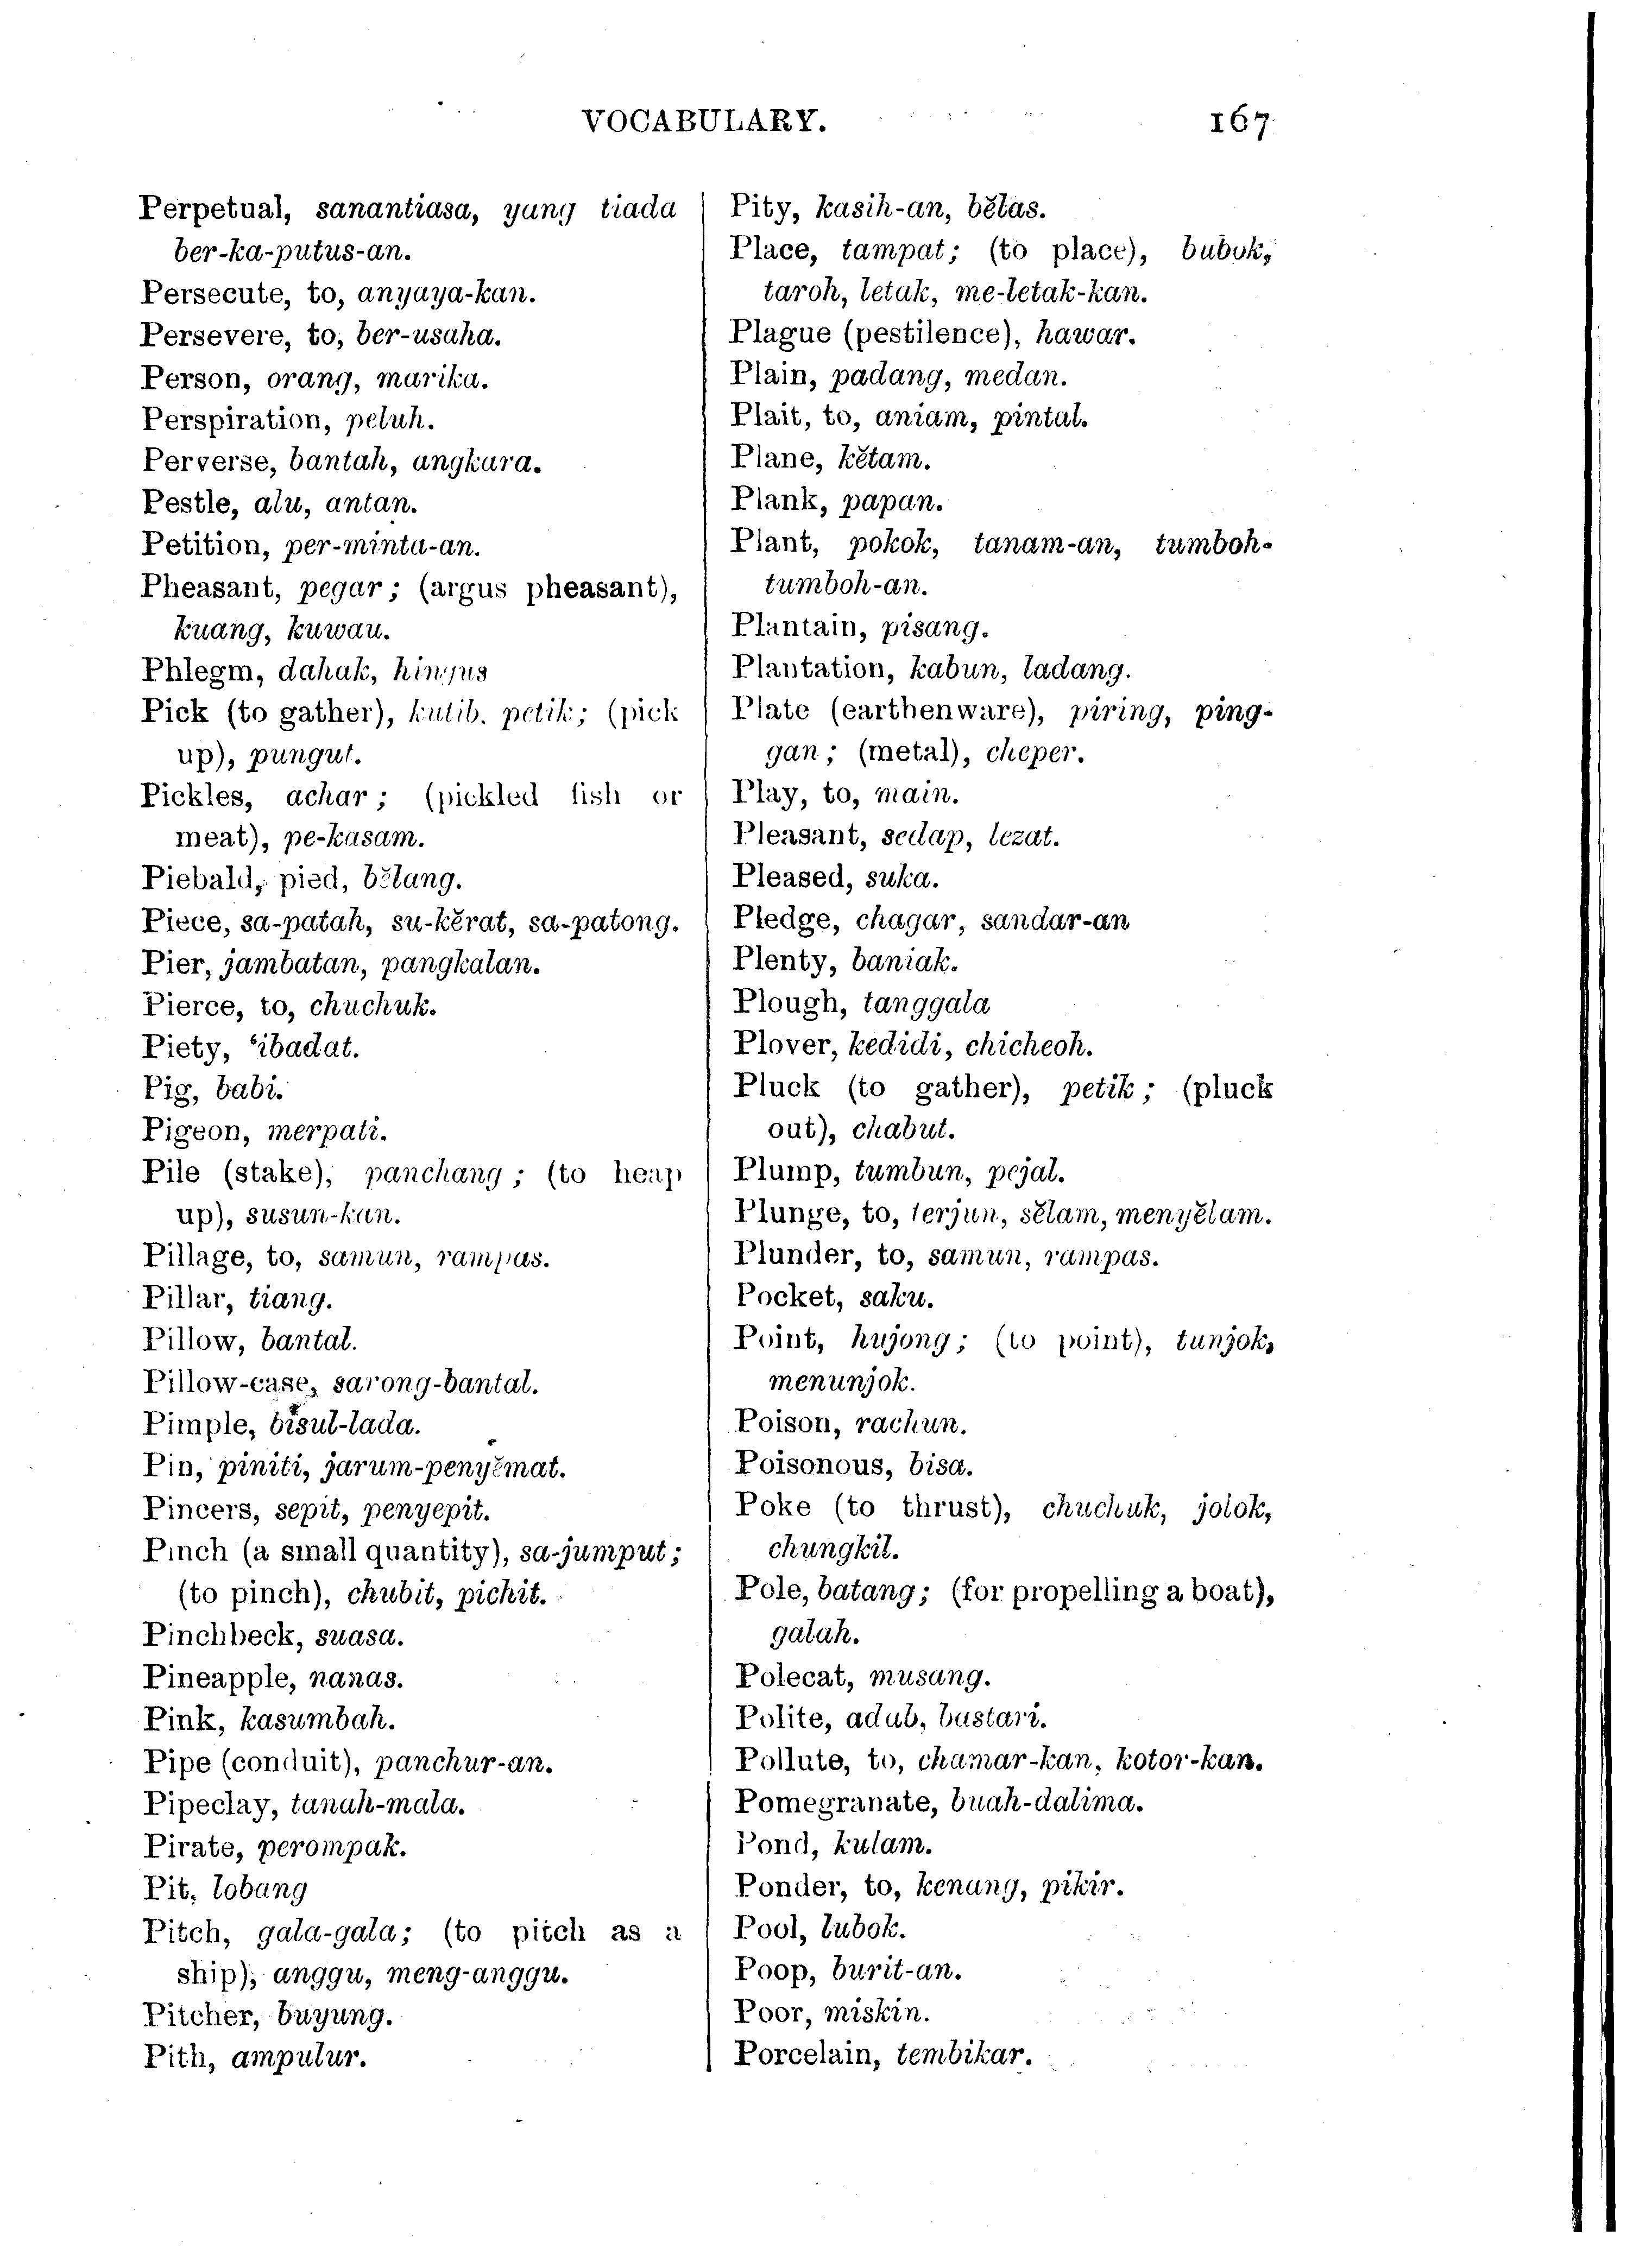 VOCABULARY. 167
Perpetual, sanantiasa, yang tiada
ber-ka-putus-an.
Persecute, to, anyaya-kan.
Persevere, to, ber-usaha.
Person, orang, marika.
Perspiration, peluh.
Perverse, bantah, angkara.
Pestle, alu, antan.
Petition, per-minta-an.
Pheasant, pegar; (argus pheasant),
kuang, kuwau.
Phlegm, dahak, hingus
Pick (to gather), kutib, petik; (pick
up), pungut.
Pickles, achar; (pickled fish or
meat), pe-kasam.
Piebald, pied, bĕlang.
Piece, sa-patah, su-kĕrat, sa-patong.
Pier, jambatan, pangkalan.
Pierce, to, chuchuk.
Piety, ‘ibadat.
Pig, babi.
Pigeon, merpati.
Pile (stake), panchang; (to heap
up), susun-kan.
Pillage, to, samun, rampas.
Pillar, tiang.
Pillow, bantal.
Pillow-case, sarong-bantal.
Pimple, bisul-lada.
Pin, piniti, jarum-penyĕmat.
Pincers, sepit, penyepit.
Pinch (a small quantity), sa-jumput;
(to pinch), chubit, pichit.
Pinchbeck, suasa.
Pineapple, nanas.
Pink, kasumbah.
Pipe (conduit), panchur-an.
Pipeclay, tanah-mala.
Pirate, perompak.
Pit, lobang
Pitch, gala-gala; (to pitch as a
ship), anggu, meng-anggu.
Pitcher, buyung.
Pith, ampulur.
Pity, kasih-an, bĕlas.
Place, tampat; (to place), bubok,
taroh, letak, me-letak-kan.
Plague (pestilence), hawar.
Plain, padang, medan.
Plait, to, aniam, pintal.
Plane, kĕtam.
Plank, papan.
Plant, pokok, tanam-an, tumboh-
tumboh-an.
Plantain, pisang.
Plantation, kabun, ladang.
Plate (earthenware), piring, ping-
gan; (metal), cheper.
Play, to, main.
Pleasant, sedap, lezat.
Pleased, suka.
Pledge, chagar, sandar-an
Plenty, baniak.
Plough, tanggala
Plover, kedidi, chicheoh.
Pluck (to gather), petik; (pluck
out), chabut.
Plump, tumbun, pejal.
Plunge, to, terjun, sĕlam, menyĕlam.
Plunder, to, samun, rampas.
Pocket, saku.
Point, hujong; (to point), tunjok,
menunjok.
Poison, rachun.
Poisonous, bisa.
Poke (to thrust), chuchuk, jolok,
chungkil.
Pole, batang; (for propelling a boat),
galah.
Polecat, musang.
Polite, adab, bastari.
Pollute, to, chamar-kan, kotor-kan.
Pomegranate, buah-dalima.
Pond, kulam.
Ponder, to, kenang, pikir.
Pool, lubok.
Poop, burit-an.
Poor, miskin.
Porcelain, tembikar.